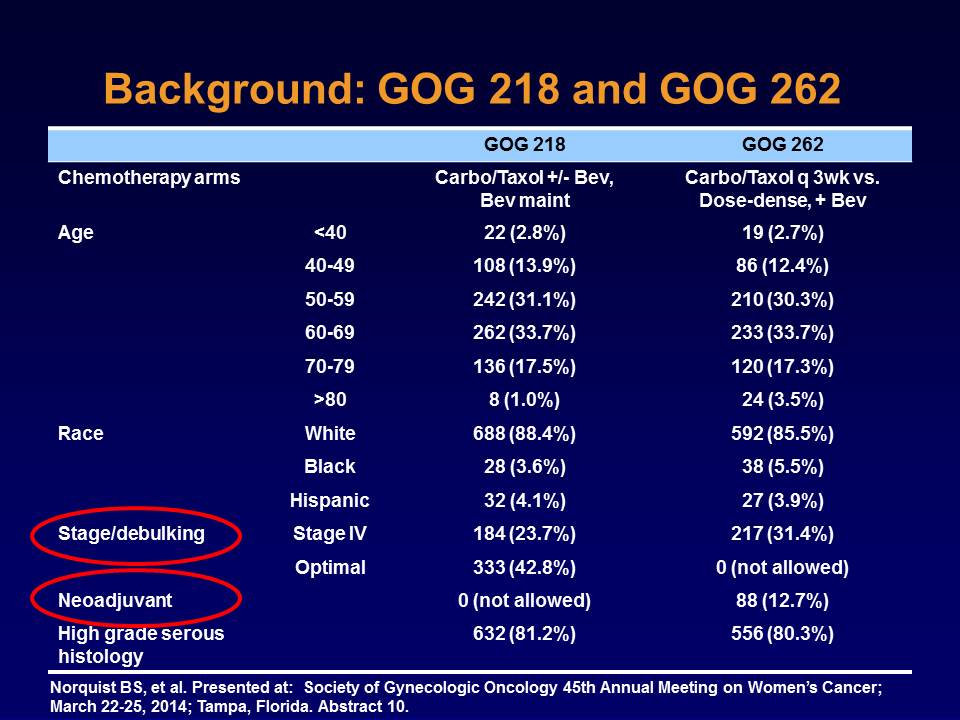 Background: GOG 218 and GOG 262
GOG 218 GOG 262
Chemotherapy arms Carbo/Taxol +/- Bev, Bev maint Carbo/Taxol q 3wk vs. Dose-dense, + Bev
Age <40 22 (2.8%) 19 (2.7%)
40-49 108 (13.9%) 86 (12.4%)
50-59 242 (31.1%) 210 (30.3%)
60-69 262 (33.7%) 233 (33.7%)
70-79 136 (17.5%) 120 (17.3%)
>80 8 (1.0%) 24 (3.5%)
Race White 688 (88.4%) 592 (85.5%)
Black 28 (3.6%) 38 (5.5%)
Hispanic 32 (4.1%) 27 (3.9%)
Stage/debulking Stage IV 184 (23.7%) 217 (31.4%)
Optimal 333 (42.8%) 0 (not allowed)
Neoadjuvant 0 (not allowed) 88 (12.7%)
High grade serous histology 632 (81.2%) 556 (80.3%)
Norquist BS, et al. Presented at: Society of Gynecologic Oncology 45th Annual Meeting on Women's Cancer;
March 22-25, 2014; Tampa, Florida. Abstract 10.